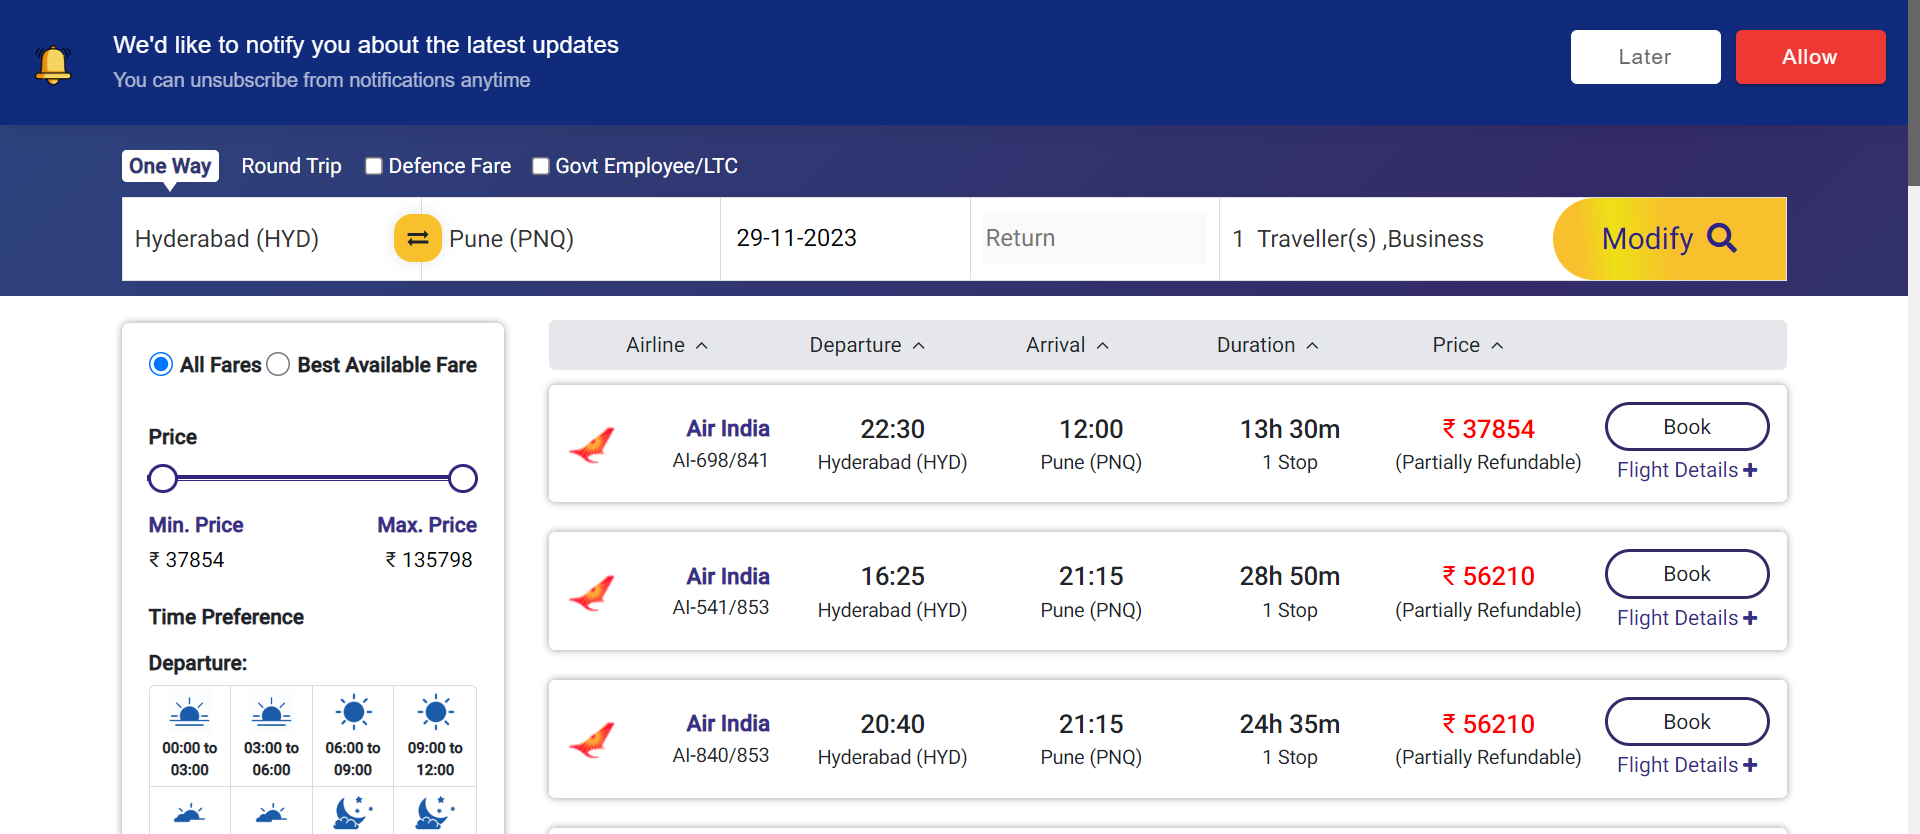 We'd like to notify you about the latest updates
You can unsubscribe from notifications anytime
Later
Allow
One Way Round Trip Defence Fare Govt Employee/LTC
Hyderabad (HYD) Pune (PNQ) 29-11-2023 Return 1 Traveller(s) ,Business Modify
All Fares Best Available Fare
Price
Min. Price Max. Price
₹ 37854 ₹ 135798
Time Preference
Departure:
00:00 to 03:00 to 06:00 to 09:00 to
03:00 06:00 09:00 12:00
Airline Departure Arrival Duration Price
Air India 22:30 12:00 13h 30m ₹ 37854 Book
AI-698/841 Hyderabad (HYD) Pune (PNQ) 1 Stop (Partially Refundable) Flight Details +
Air India 16:25 21:15 28h 50m ₹ 56210 Book
AI-541/853 Hyderabad (HYD) Pune (PNQ) 1 Stop (Partially Refundable) Flight Details +
Air India 20:40 21:15 24h 35m ₹ 56210 Book
AI-840/853 Hyderabad (HYD) Pune (PNQ) 1 Stop (Partially Refundable) Flight Details +